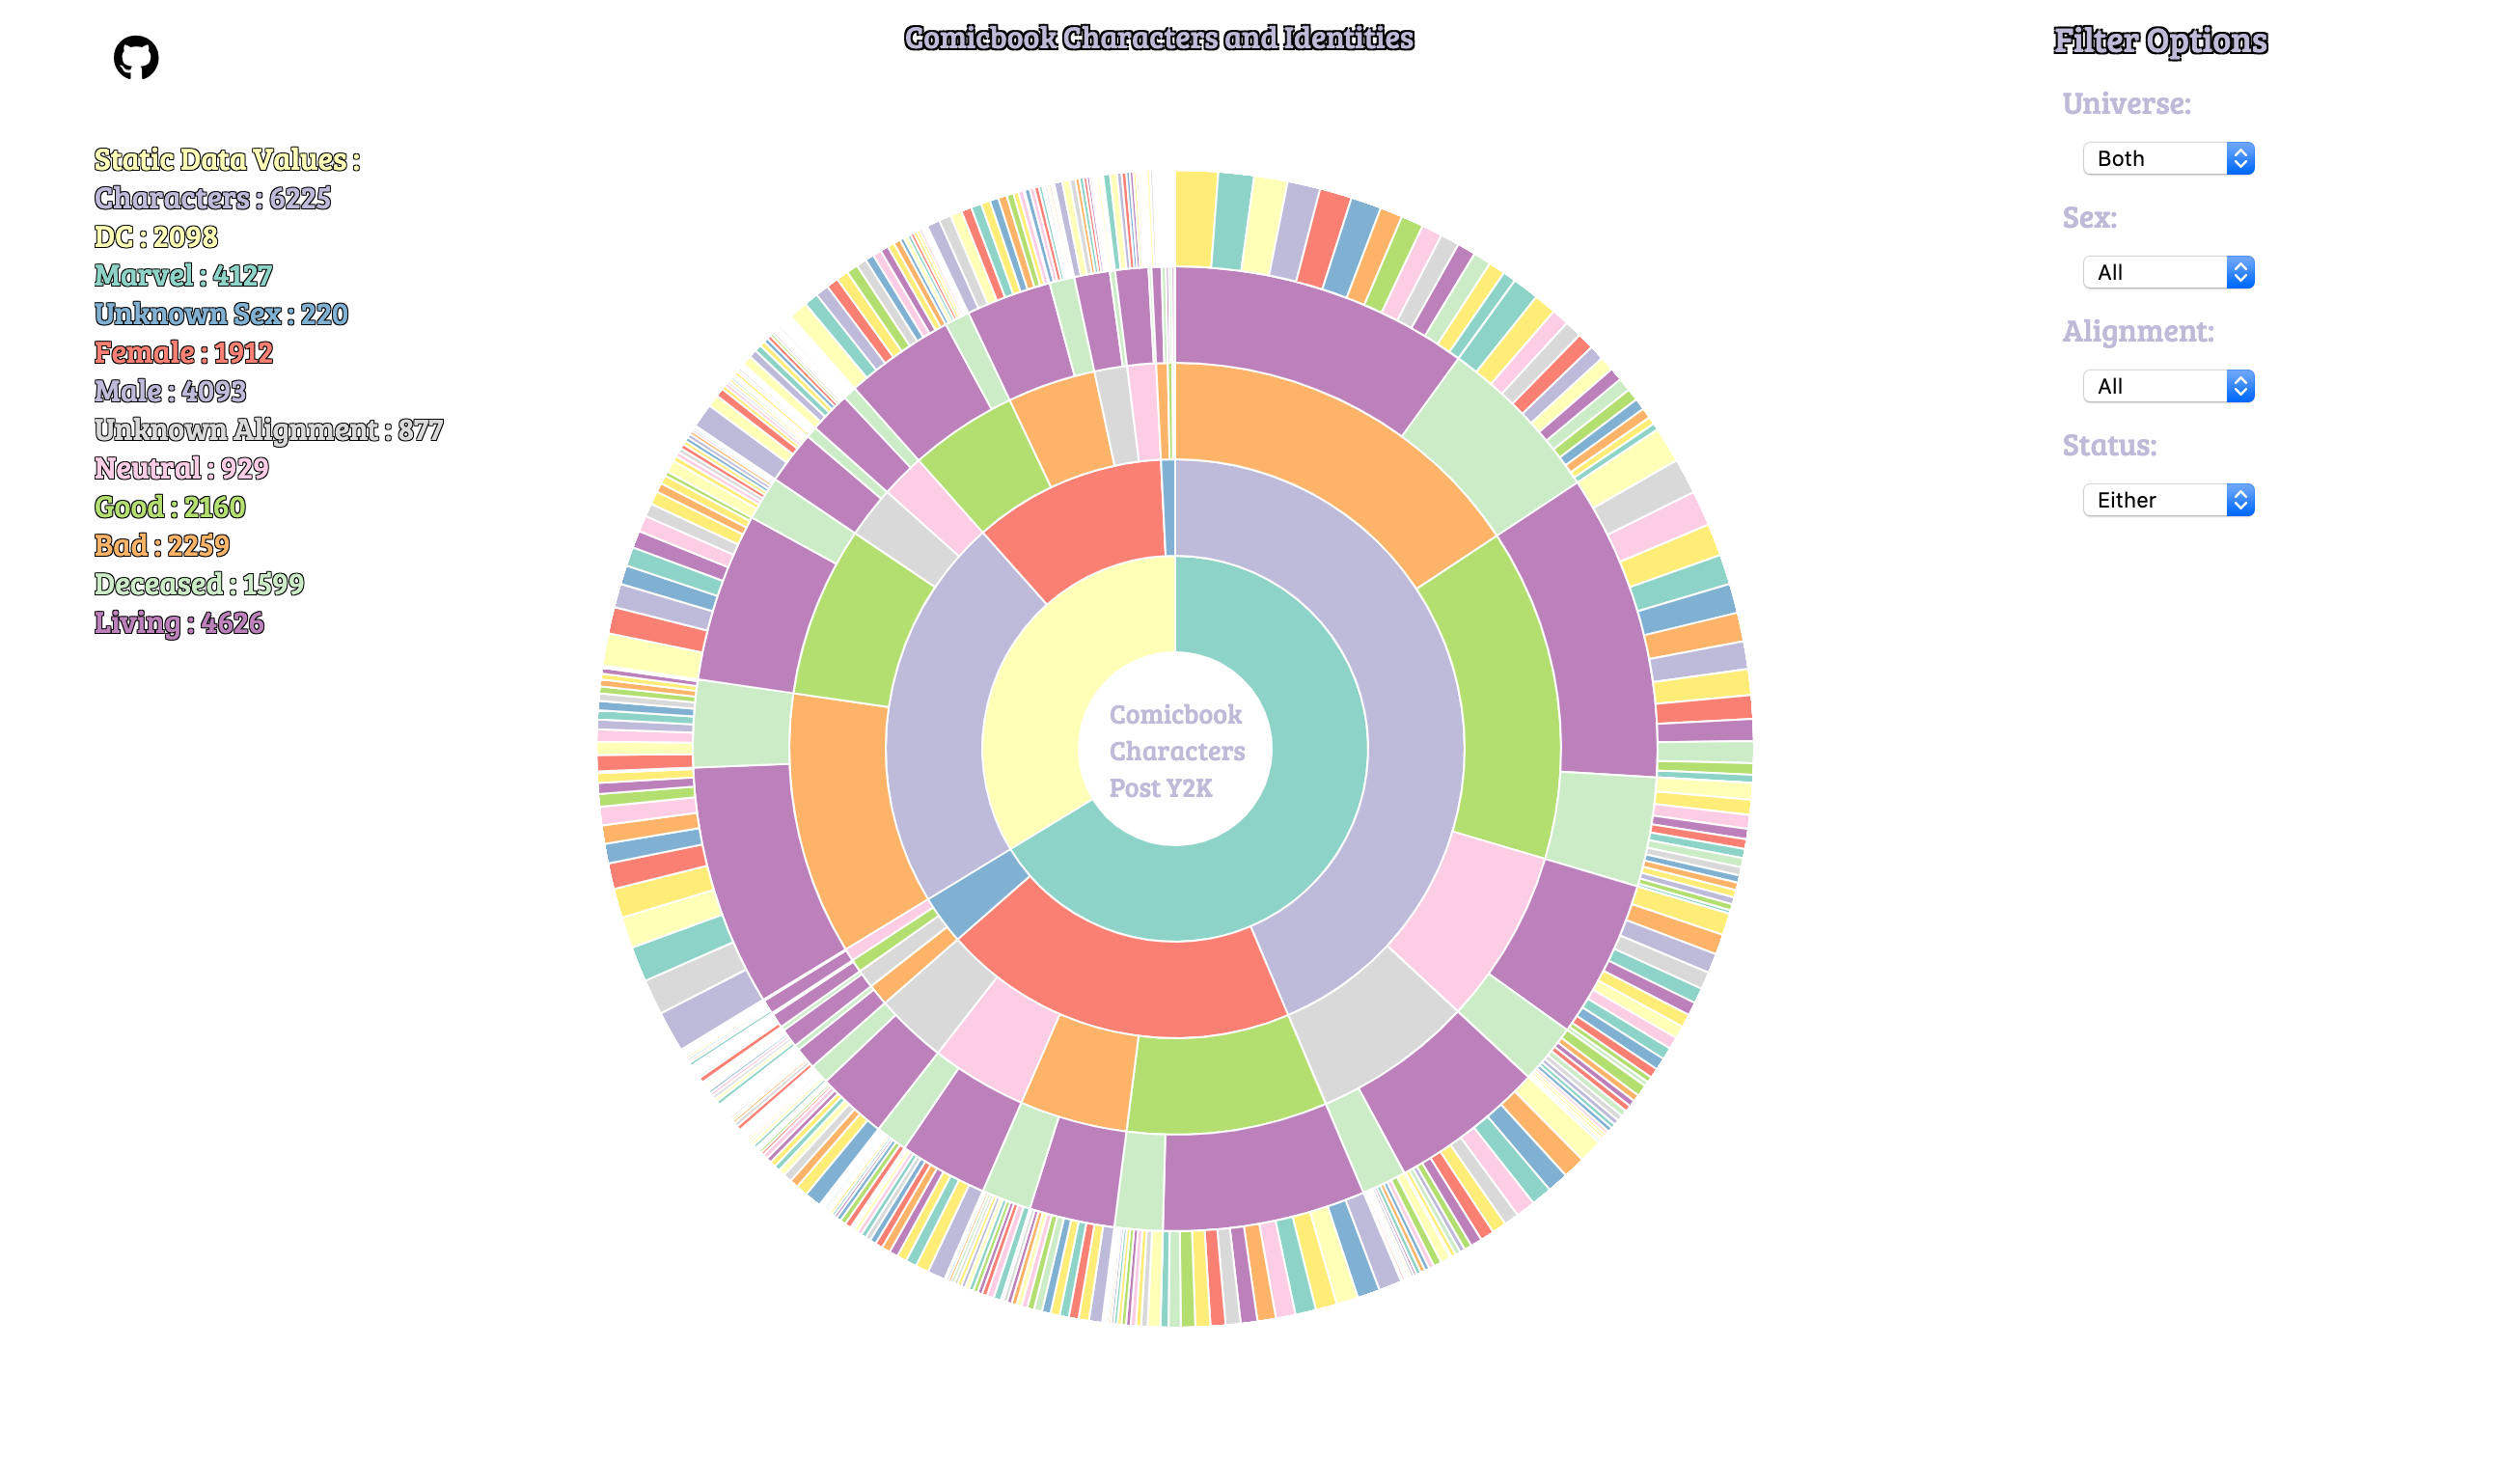 Comicbook Characters and Identities
Static Data Values :
Characters : 6225
DC : 2098
Marvel : 4127
Unknown Sex : 220
Female : 1912
Male : 4093
Unknown Alignment : 877
Neutral : 929
Good : 2160
Bad : 2259
Deceased : 1599
Living : 4626
Comicbook
Characters
Post Y2K
Filter Options
Universe:
Both
Sex:
All
Alignment:
All
Status:
Either